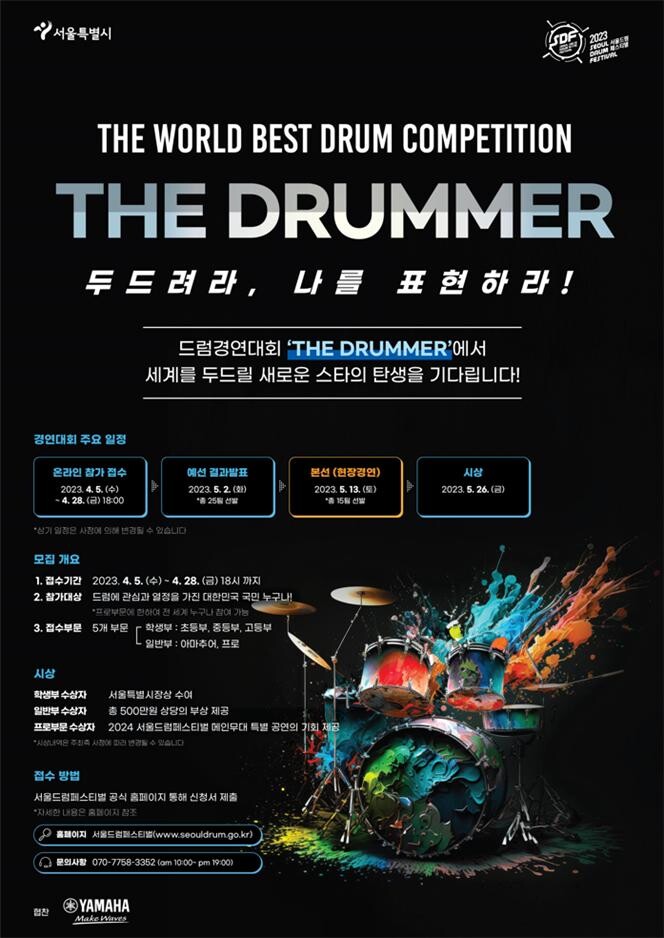 서울특별시
SDF
2023
SEOUL 서울드럼
DRUM 페스티벌
FESTIVAL
THE WORLD BEST DRUM COMPETITION
THE DRUMMER
두드려라, 나를 표현하라!
드럼경연대회 ‘THE DRUMMER’에서
세계를 두드릴 새로운 스타의 탄생을 기다립니다!
경연대회 주요 일정
온라인 참가 접수
2023. 4. 5. (수)
~ 4. 28. (금) 18:00
예선 결과발표
2023. 5. 2. (화)
*총 25팀 선발
본선 (현장경연)
2023. 5. 13. (토)
*총 15팀 선발
시상
2023. 5. 26. (금)
*상기 일정은 사정에 의해 변경될 수 있습니다
모집 개요
1. 접수기간 2023. 4. 5. (수) ~ 4. 28. (금) 18시 까지
2. 참가대상 드럼에 관심과 열정을 가진 대한민국 국민 누구나!
*프로부문에 한하여 전 세계 누구나 참여 가능
3. 접수부문 5개 부문 학생부 : 초등부, 중등부, 고등부
일반부 : 아마추어, 프로
시상
학생부 수상자 서울특별시장상 수여
일반부 수상자 총 500만원 상당의 부상 제공
프로부문 수상자 2024 서울드럼페스티벌 메인무대 특별 공연의 기회 제공
*시상내역은 주최측 사정에 따라 변경될 수 있습니다
접수 방법
서울드럼페스티벌 공식 홈페이지 통해 신청서 제출
*자세한 내용은 홈페이지 참조
홈페이지 서울드럼페스티벌(www.seouldrum.go.kr)
문의사항 070-7758-3352 (am 10:00~ pm 19:00)
협찬 YAMAHA
Make Waves